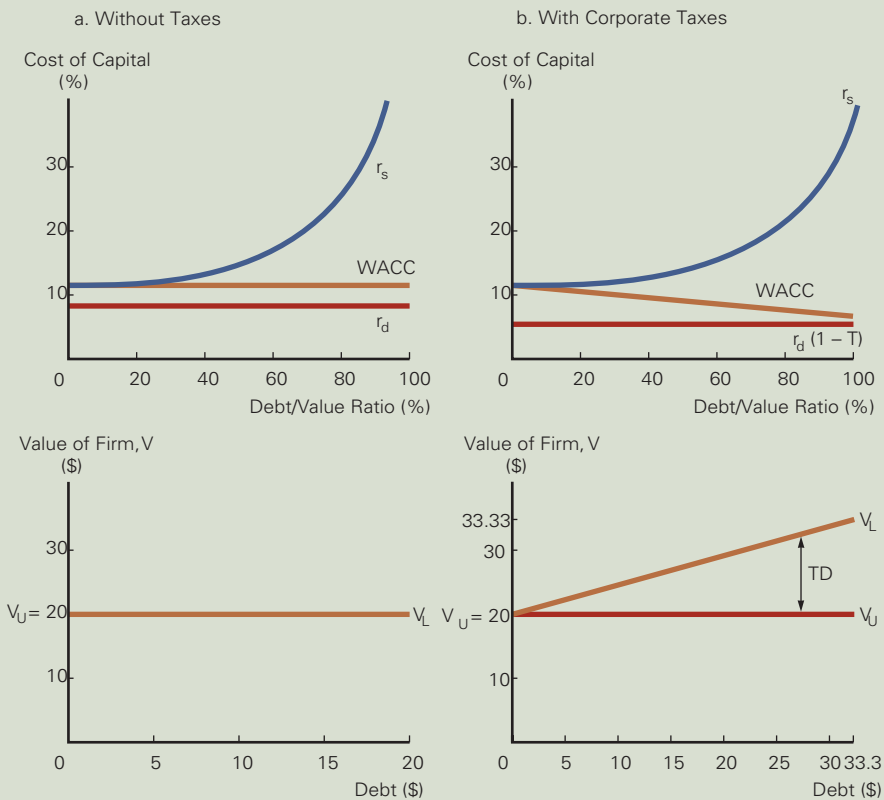 a. Without Taxes
Cost of Capital
(%)
30
20
10
r_s
WACC
r_d
0 20 40 60 80 100
Debt/Value Ratio (%)
b. With Corporate Taxes
Cost of Capital
(%)
30
20
10
r_s
WACC
r_d (1 – T)
0 20 40 60 80 100
Debt/Value Ratio (%)
Value of Firm, V
($)
30
V_U = 20
10
V_L
0 5 10 15 20
Debt ($)
Value of Firm, V
($)
33.33
30
V_U = 20
10
V_L
TD
V_U
0 5 10 15 20 25 30 33.3
Debt ($)